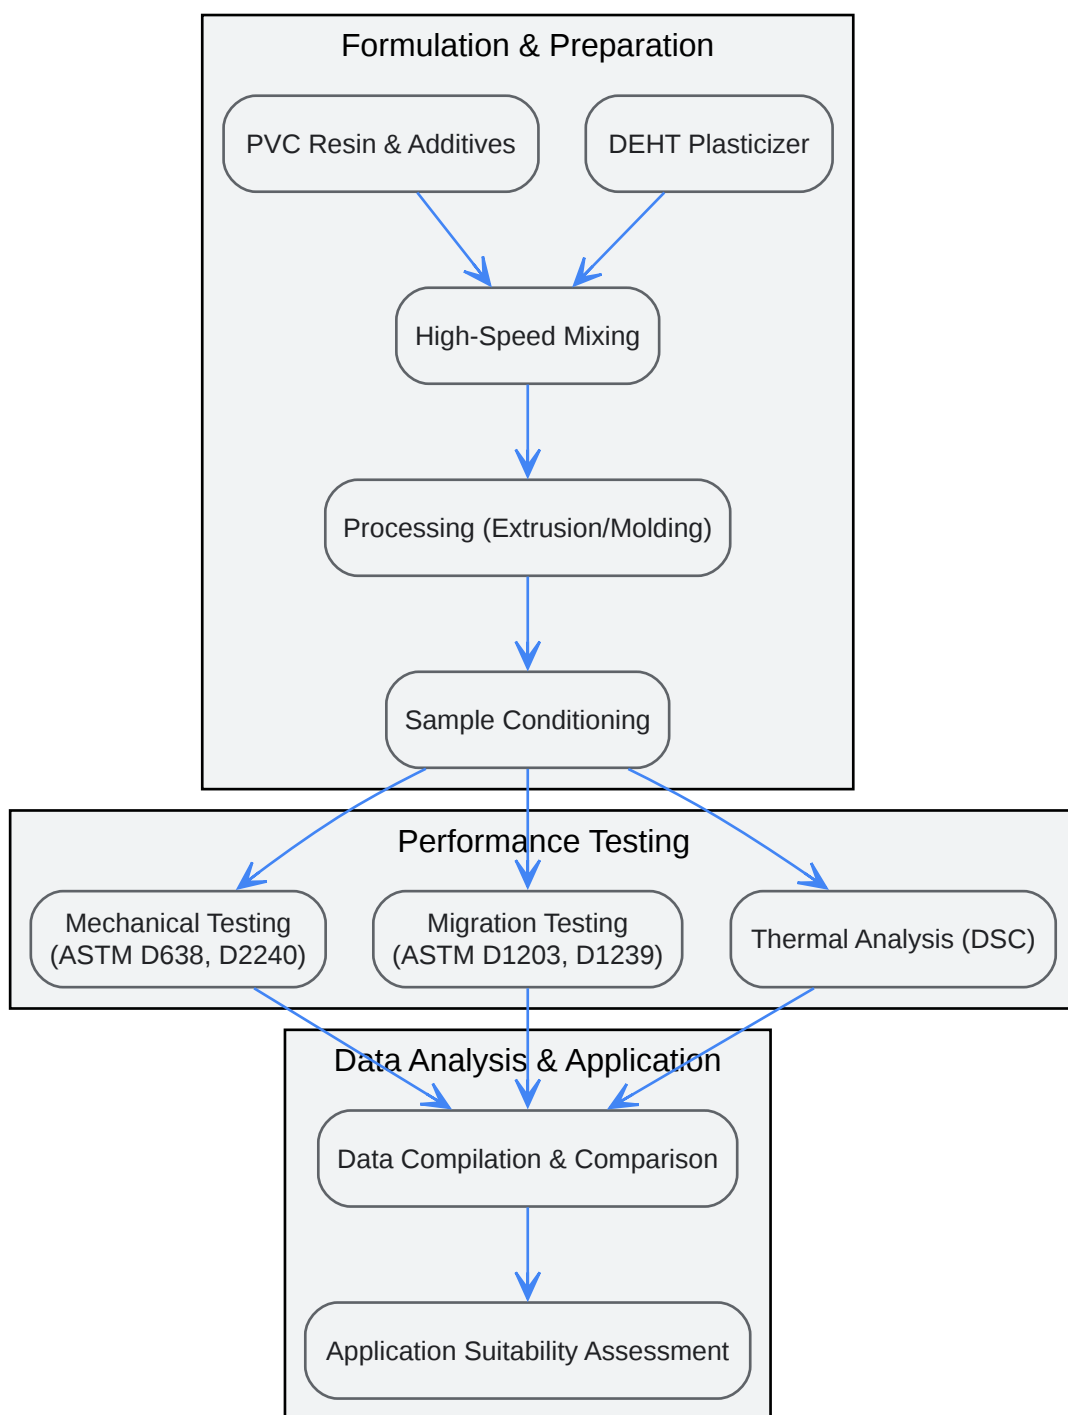 Formulation & Preparation
PVC Resin & Additives
DEHT Plasticizer
High-Speed Mixing
Processing (Extrusion/Molding)
Sample Conditioning
Performance Testing
Mechanical Testing
(ASTM D638, D2240)
Migration Testing
(ASTM D1203, D1239)
Thermal Analysis (DSC)
Data Analysis & Application
Data Compilation & Comparison
Application Suitability Assessment